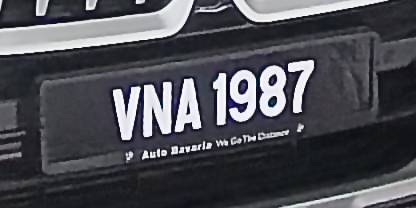 VNA 1987
Auto Bavaria We Go The Distance